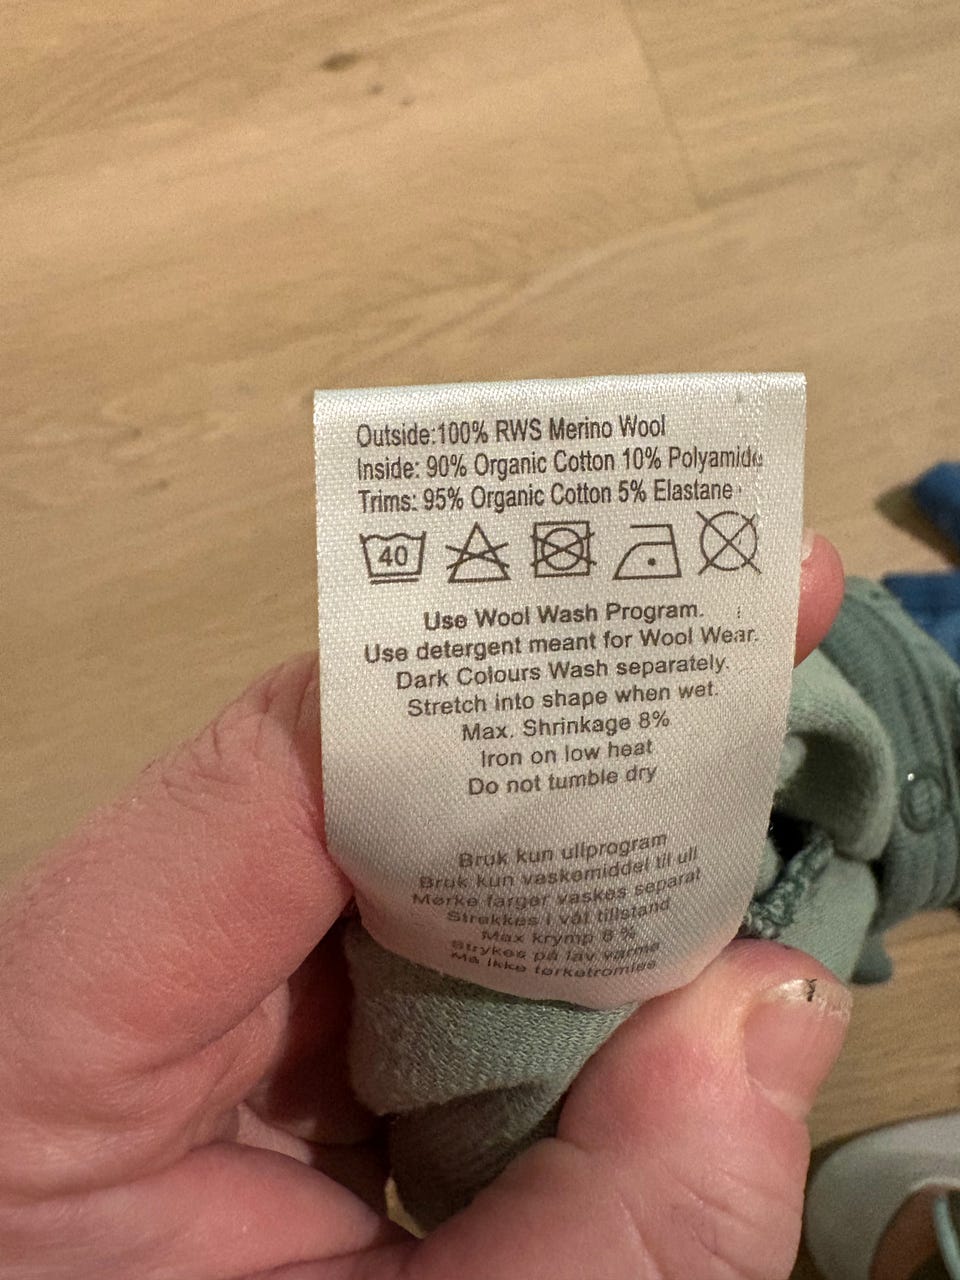 Outside:100% RWS Merino Wool
Inside: 90% Organic Cotton 10% Polyamide
Trims: 95% Organic Cotton 5% Elastane
40
Use Wool Wash Program.
Use detergent meant for Wool Wear.
Dark Colours Wash separately.
Stretch into shape when wet.
Max. Shrinkage 8%
Iron on low heat
Do not tumble dry
Bruk kun ullprogram
Bruk kun vaskemiddel til ull
Mørke farger vaskes separat
Strekkes i våt tilstand
Max krymp 8 %
Strykes på lav varme
Må ikke tørketromles